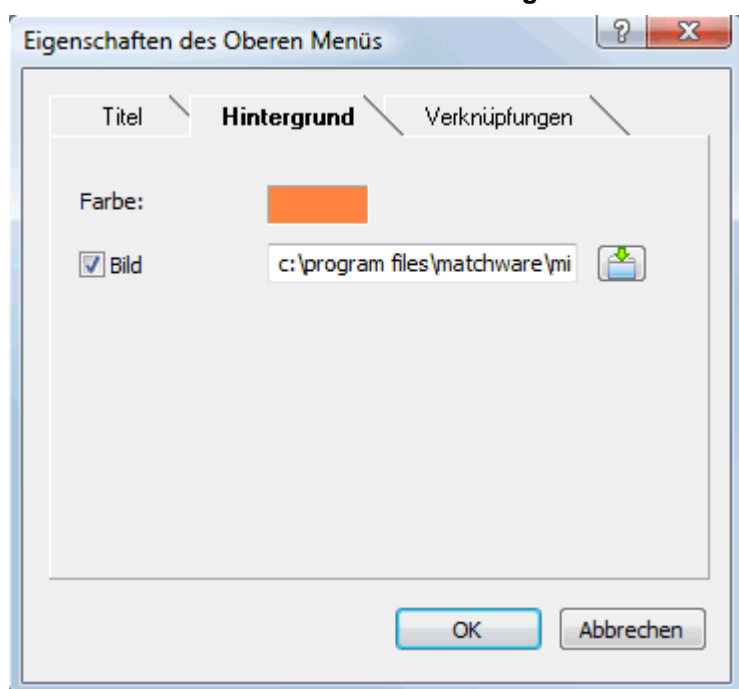 Eigenschaften des Oberen Menüs
Titel Hintergrund Verknüpfungen
Farbe:
Bild c:\program files\matchware\mi
OK Abbrechen